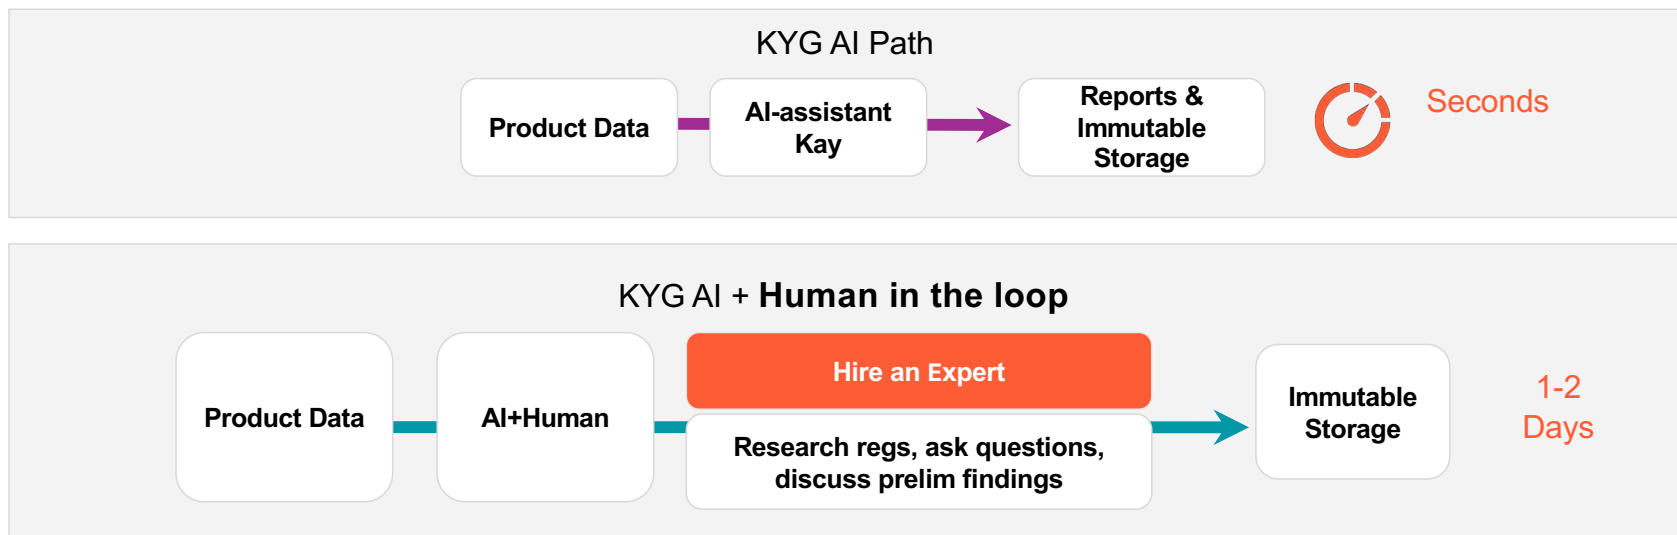 KYG AI Path
Product Data
AI-assistant
Kay
Reports &
Immutable
Storage
Seconds
KYG AI + Human in the loop
Product Data
AI+Human
Hire an Expert
Research regs, ask questions,
discuss prelim findings
Immutable
Storage
1-2
Days